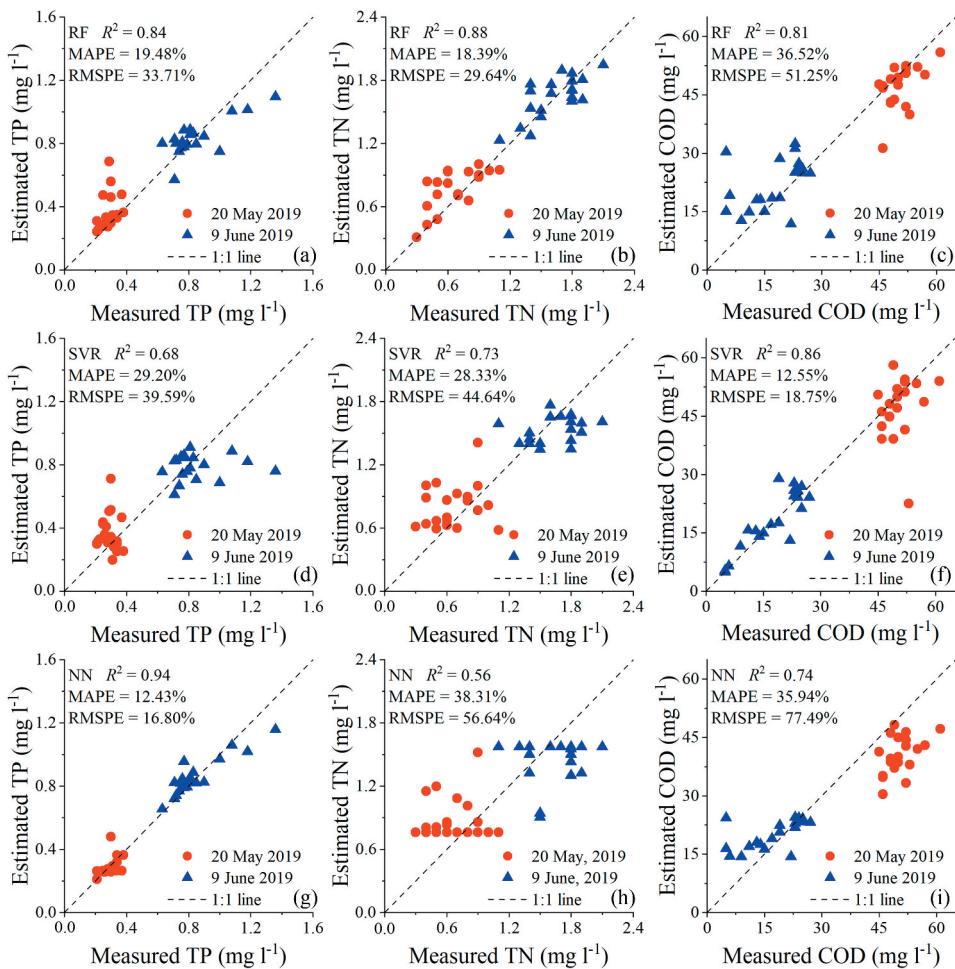 RF R² = 0.84
MAPE = 19.48%
RMSPE = 33.71%
1.6
1.2
0.8
0.4
0.0
Estimated TP (mg l⁻¹)
20 May 2019
9 June 2019
1:1 line
(a)
0.0 0.4 0.8 1.2 1.6
Measured TP (mg l⁻¹)
RF R² = 0.88
MAPE = 18.39%
RMSPE = 29.64%
2.4
1.8
1.2
0.6
0.0
Estimated TN (mg l⁻¹)
20 May 2019
9 June 2019
1:1 line
(b)
0.0 0.6 1.2 1.8 2.4
Measured TN (mg l⁻¹)
RF R² = 0.81
MAPE = 36.52%
RMSPE = 51.25%
60
45
30
15
0
Estimated COD (mg l⁻¹)
20 May 2019
9 June 2019
1:1 line
(c)
0 15 30 45 60
Measured COD (mg l⁻¹)
SVR R² = 0.68
MAPE = 29.20%
RMSPE = 39.59%
1.6
1.2
0.8
0.4
0.0
Estimated TP (mg l⁻¹)
20 May 2019
9 June 2019
1:1 line
(d)
0.0 0.4 0.8 1.2 1.6
Measured TP (mg l⁻¹)
SVR R² = 0.73
MAPE = 28.33%
RMSPE = 44.64%
2.4
1.8
1.2
0.6
0.0
Estimated TN (mg l⁻¹)
20 May 2019
9 June 2019
1:1 line
(e)
0.0 0.6 1.2 1.8 2.4
Measured TN (mg l⁻¹)
SVR R² = 0.86
MAPE = 12.55%
RMSPE = 18.75%
60
45
30
15
0
Estimated COD (mg l⁻¹)
20 May 2019
9 June 2019
1:1 line
(f)
0 15 30 45 60
Measured COD (mg l⁻¹)
NN R² = 0.94
MAPE = 12.43%
RMSPE = 16.80%
1.6
1.2
0.8
0.4
0.0
Estimated TP (mg l⁻¹)
20 May 2019
9 June 2019
1:1 line
(g)
0.0 0.4 0.8 1.2 1.6
Measured TP (mg l⁻¹)
NN R² = 0.56
MAPE = 38.31%
RMSPE = 56.64%
2.4
1.8
1.2
0.6
0.0
Estimated TN (mg l⁻¹)
20 May, 2019
9 June, 2019
1:1 line
(h)
0.0 0.6 1.2 1.8 2.4
Measured TN (mg l⁻¹)
NN R² = 0.74
MAPE = 35.94%
RMSPE = 77.49%
60
45
30
15
0
Estimated COD (mg l⁻¹)
20 May 2019
9 June 2019
1:1 line
(i)
0 15 30 45 60
Measured COD (mg l⁻¹)